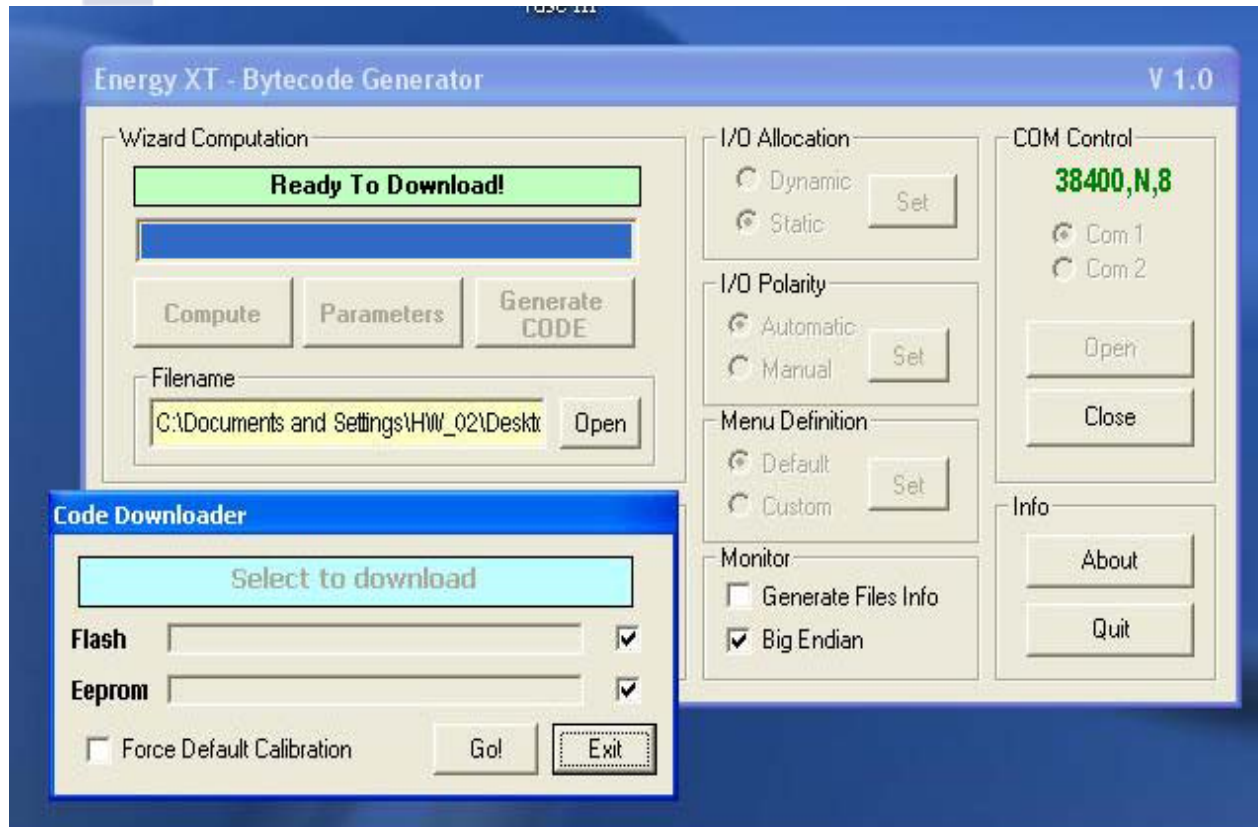 Energy XT - Bytecode Generator V 1.0
Wizard Computation
Ready To Download!
Compute
Parameters
Generate
CODE
Filename
C:\Documents and Settings\HW_02\Deskt
Open
I/O Allocation
Dynamic
Static
Set
I/O Polarity
Automatic
Manual
Set
Menu Definition
Default
Custom
Set
Monitor
Generate Files Info
Big Endian
COM Control
38400,N,8
Com 1
Com 2
Open
Close
Info
About
Quit
Code Downloader
Select to download
Flash
Eeprom
Force Default Calibration
Go!
Exit